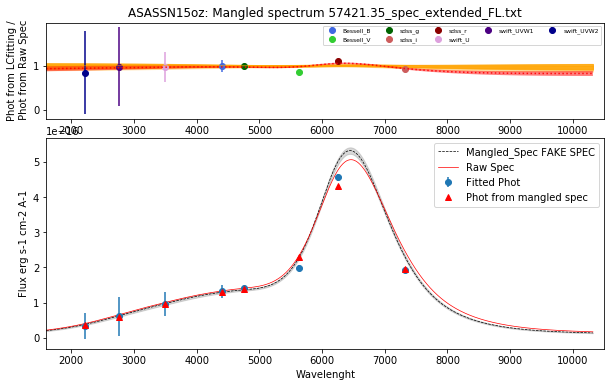 ASASSN15oz: Mangled spectrum 57421.35_spec_extended_FL.txt
Phot from LCfitting /
Phot from Raw Spec
1
0
Bessell_B sdss_g sdss_r swift_UVW1 swift_UVW2
Bessell_V sdss_i swift_U
2000 3000 4000 5000 6000 7000 8000 9000 10000
1e−16
Flux erg s-1 cm-2 A-1
5
4
3
2
1
0
Mangled_Spec FAKE SPEC
Raw Spec
Fitted Phot
Phot from mangled spec
2000 3000 4000 5000 6000 7000 8000 9000 10000
Wavelenght